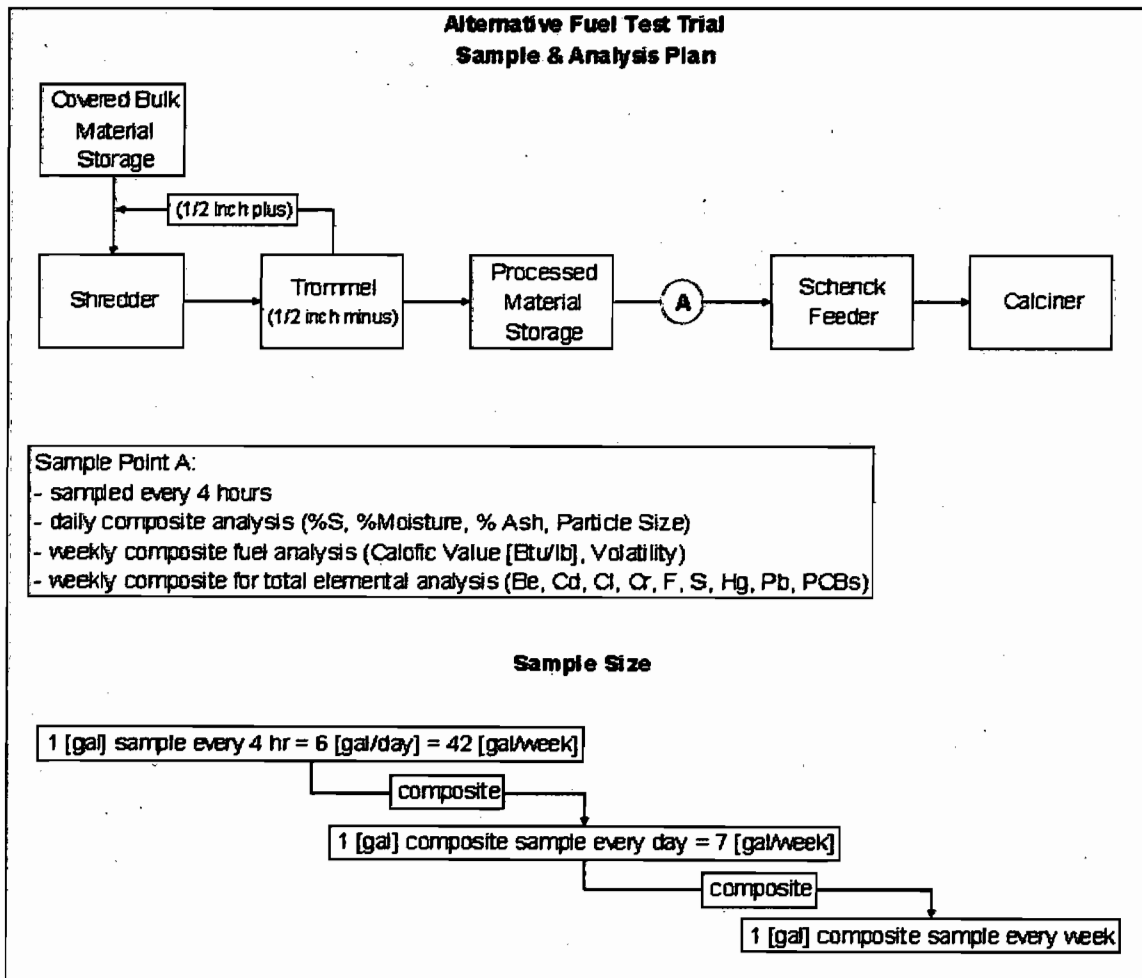 Alternative Fuel Test Trial
Sample & Analysis Plan
Covered Bulk
Material
Storage
(1/2 inch plus)
Shredder
Trommel
(1/2 inch minus)
Processed
Material
Storage
A
Schenck
Feeder
Calciner
Sample Point A:
- sampled every 4 hours
- daily composite analysis (%S, %Moisture, % Ash, Particle Size)
- weekly composite fuel analysis (Calofic Value [Btu/lb], Volatility)
- weekly composite for total elemental analysis (Be, Cd, Cl, Cr, F, S, Hg, Pb, PCBs)
Sample Size
1 [gal] sample every 4 hr = 6 [gal/day] = 42 [gal/week]
composite
1 [gal] composite sample every day = 7 [gal/week]
composite
1 [gal] composite sample every week